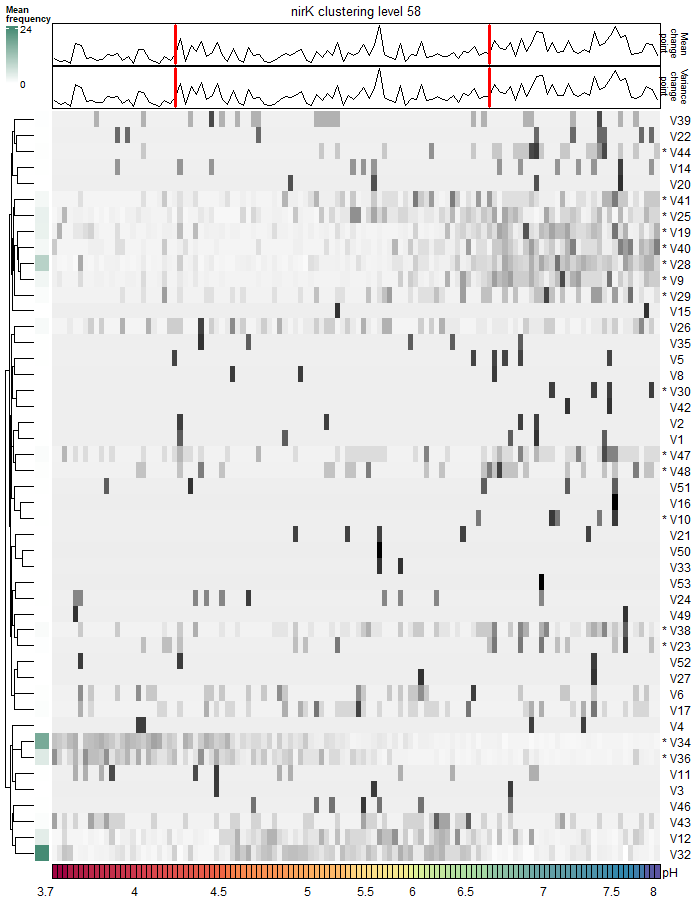 nirK clustering level 58
Mean
frequency
24
0
Mean
change
point
Variance
change
point
V39
V22
* V44
V14
V20
* V41
* V25
* V19
* V40
* V28
* V9
* V29
V15
V26
V35
V5
V8
* V30
V42
V2
V1
* V47
* V48
V51
V16
* V10
V21
V50
V33
V53
V24
V49
* V38
* V23
V52
V27
V6
V17
V4
* V34
* V36
V11
V3
V46
V43
V12
V32
pH
3.7 4 4.5 5 5.5 6 6.5 7 7.5 8